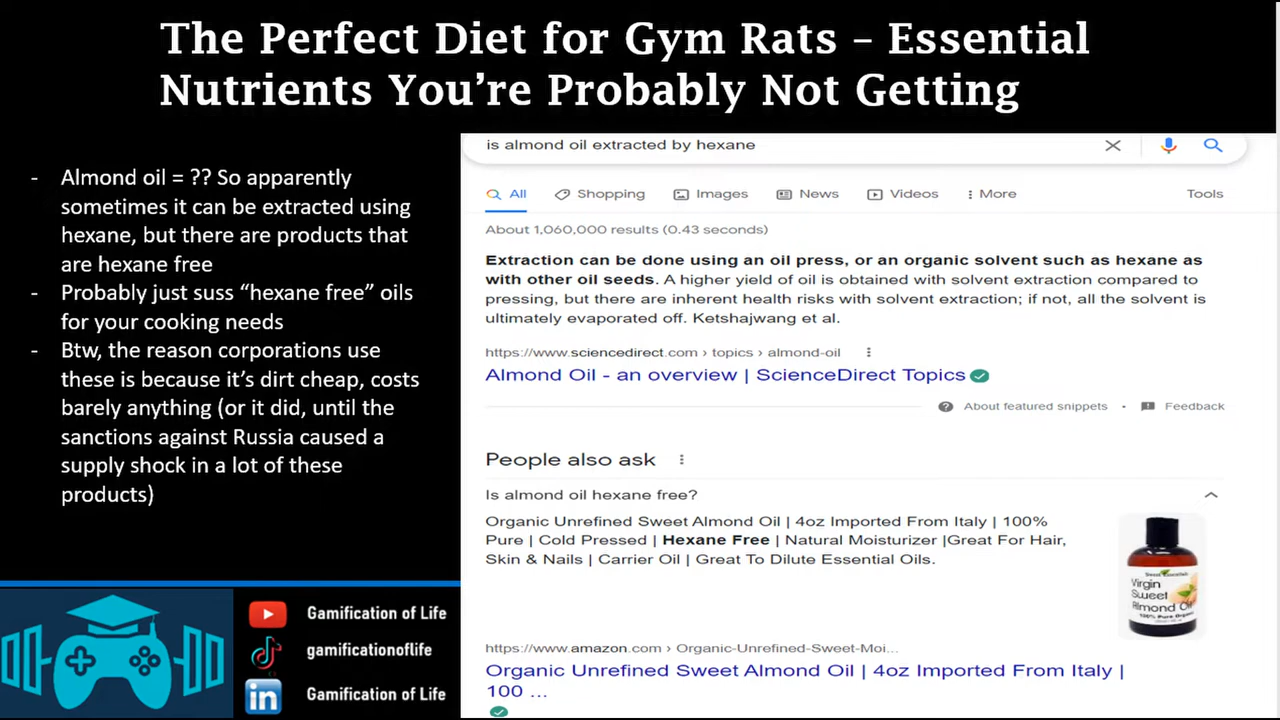 The Perfect Diet for Gym Rats – Essential
Nutrients You’re Probably Not Getting
- Almond oil = ?? So apparently
sometimes it can be extracted using
hexane, but there are products that
are hexane free
- Probably just suss “hexane free” oils
for your cooking needs
- Btw, the reason corporations use
these is because it’s dirt cheap, costs
barely anything (or it did, until the
sanctions against Russia caused a
supply shock in a lot of these
products)
Gamification of Life
gamificationoflife
Gamification of Life
is almond oil extracted by hexane
All Shopping Images News Videos More Tools
About 1,060,000 results (0.43 seconds)
Extraction can be done using an oil press, or an organic solvent such as hexane as
with other oil seeds. A higher yield of oil is obtained with solvent extraction compared to
pressing, but there are inherent health risks with solvent extraction; if not, all the solvent is
ultimately evaporated off. Ketshajwang et al.
https://www.sciencedirect.com › topics › almond-oil
Almond Oil - an overview | ScienceDirect Topics
About featured snippets • Feedback
People also ask
Is almond oil hexane free?
Organic Unrefined Sweet Almond Oil | 4oz Imported From Italy | 100%
Pure | Cold Pressed | Hexane Free | Natural Moisturizer |Great For Hair,
Skin & Nails | Carrier Oil | Great To Dilute Essential Oils.
Virgin
Sweet
Almond Oil
https://www.amazon.com › Organic-Unrefined-Sweet-Moi...
Organic Unrefined Sweet Almond Oil | 4oz Imported From Italy |
100 ...